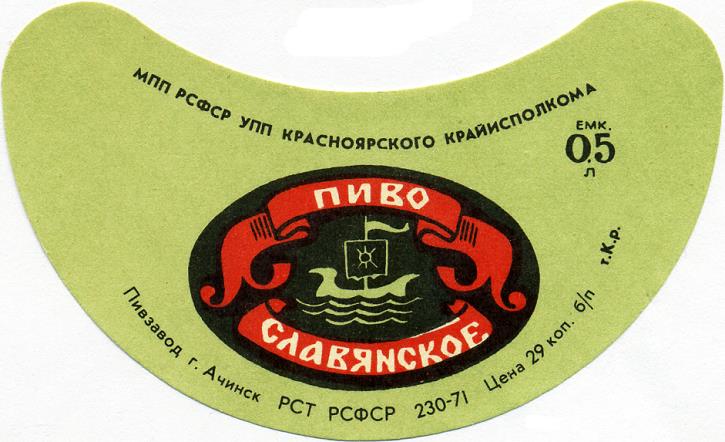 МПП РСФСР УПП КРАСНОЯРСКОГО КРАЙИСПОЛКОМА
ЕМК.
0,5
Л
ПИВО
СЛАВЯНСКОЕ
Пивзавод г. Ачинск РСТ РСФСР 230-71 Цена 29 коп. б/п т.К.р.